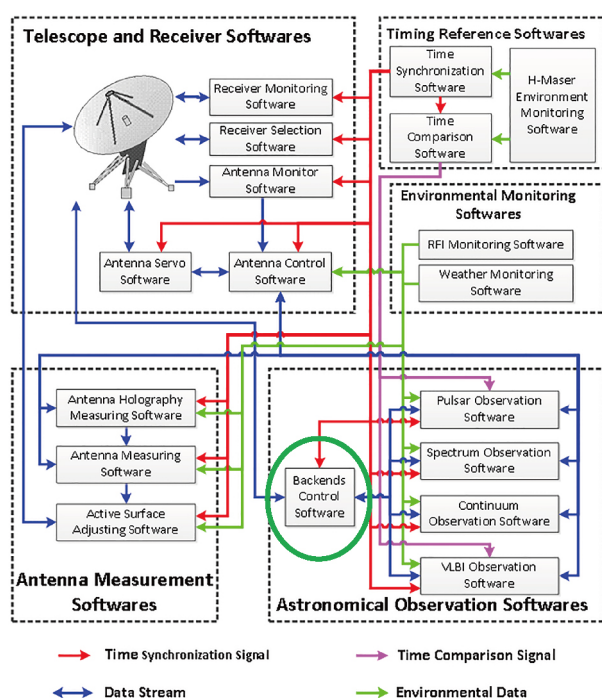 Telescope and Receiver Softwares
Receiver Monitoring
Software
Receiver Selection
Software
Antenna Monitor
Software
Antenna Servo
Software
Antenna Control
Software
Timing Reference Softwares
Time
Synchronization
Software
Time
Comparison
Software
H-Maser
Environment
Monitoring
Software
Environmental Monitoring
Softwares
RFI Monitoring Software
Weather Monitoring
Software
Antenna Holography
Measuring Software
Antenna Measuring
Software
Active Surface
Adjusting Software
Antenna Measurement
Softwares
Backends
Control
Software
Pulsar Observation
Software
Spectrum Observation
Software
Continuum
Observation Software
VLBI Observation
Software
Astronomical Observation Softwares
Time Synchronization Signal
Time Comparison Signal
Data Stream
Environmental Data